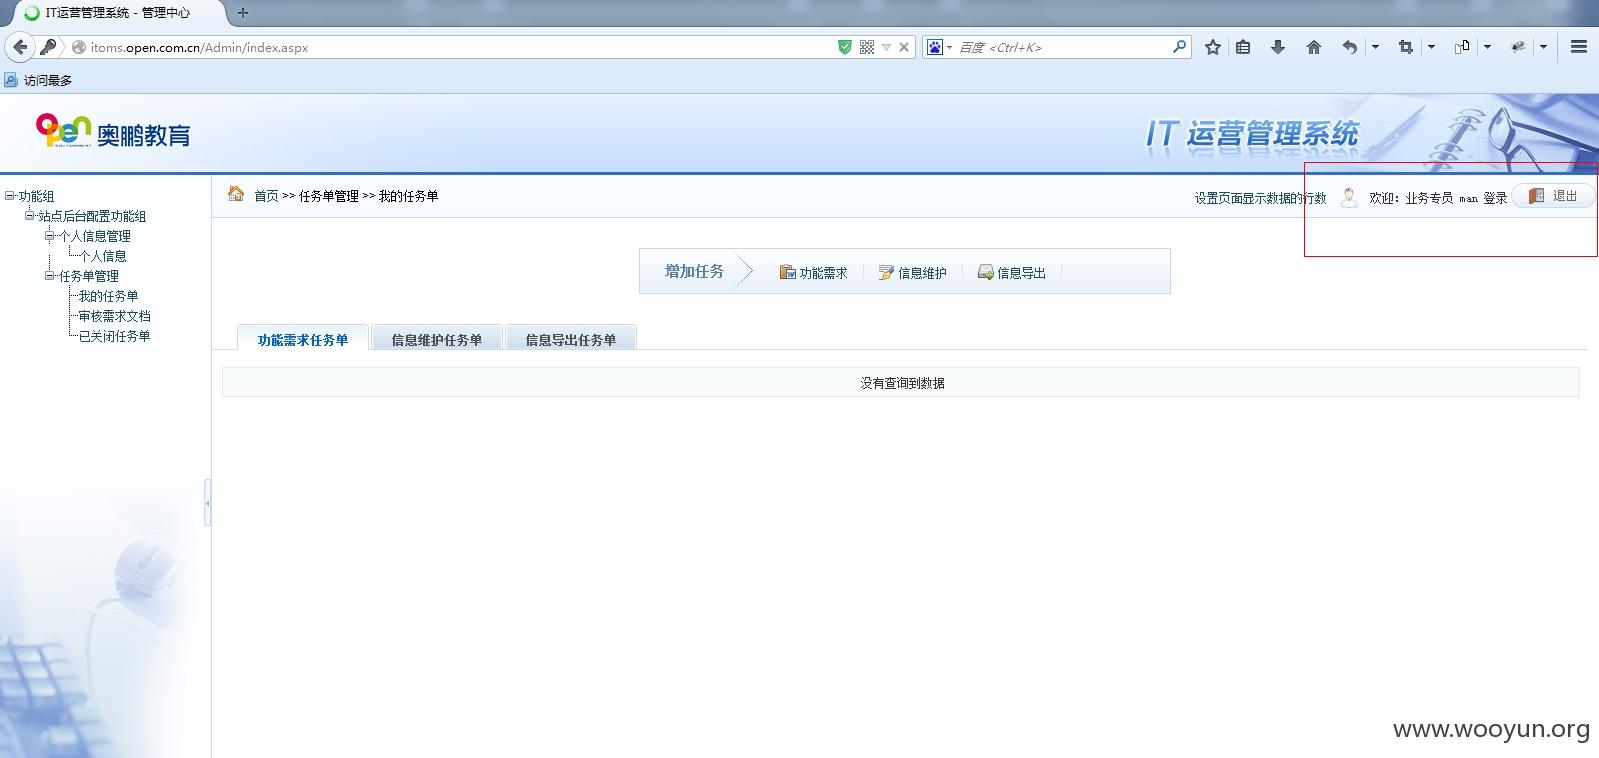 IT运营管理系统 - 管理中心
itoms.open.com.cn/Admin/index.aspx
百度 <Ctrl+K>
访问最多
open 奥鹏教育
IT 运营管理系统
功能组
站点后台配置功能组
个人信息管理
个人信息
任务单管理
我的任务单
审核需求文档
已关闭任务单
首页 >> 任务单管理 >> 我的任务单
设置页面显示数据的行数
欢迎: 业务专员 man 登录
退出
增加任务
功能需求
信息维护
信息导出
功能需求任务单
信息维护任务单
信息导出任务单
没有查询到数据
www.wooyun.org